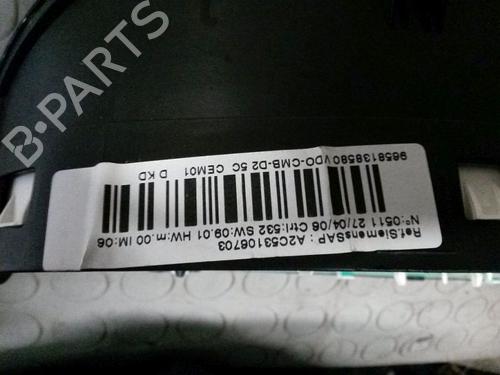 9658138580 VDO-CMB-D2 5C CEM01
D KD
Nº:0511 27/04/06 Ctrl:532 SW:09.01 HW:m.00 IM:06
Ref.SiemensSAP : A2C53106703
B-PARTS